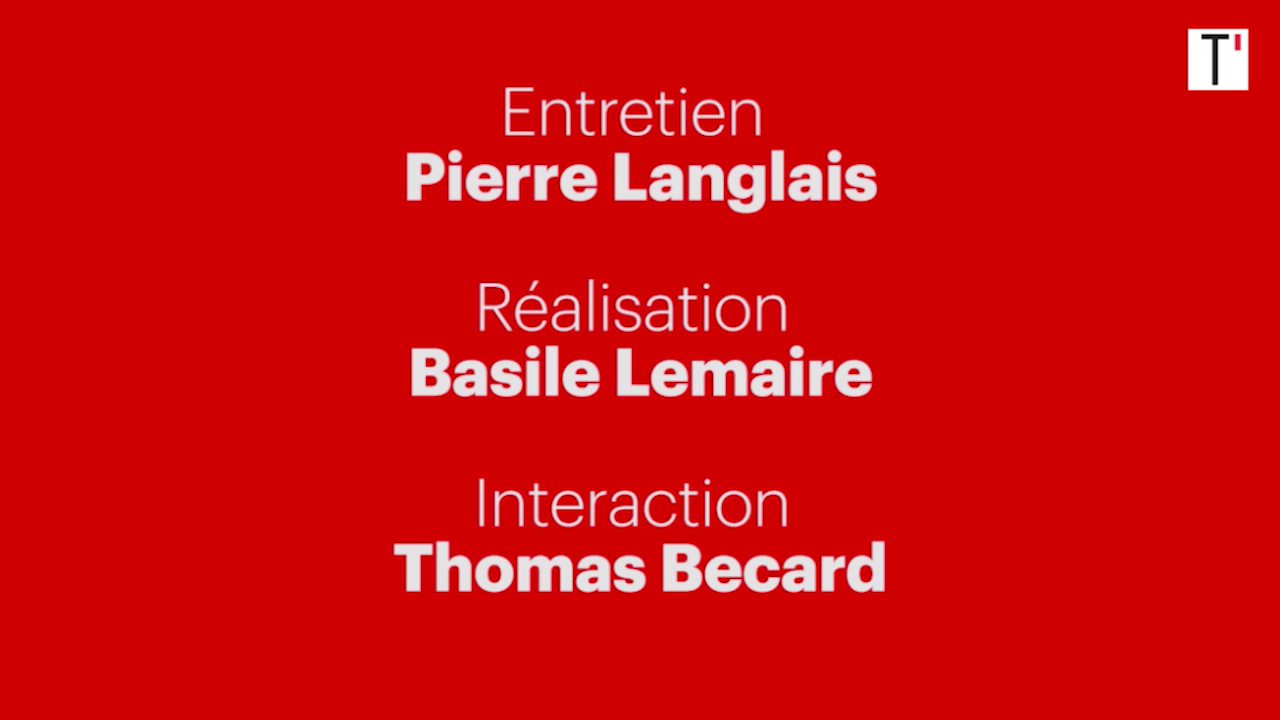 T'
Entretien
Pierre Langlais
Réalisation
Basile Lemaire
Interaction
Thomas Becard